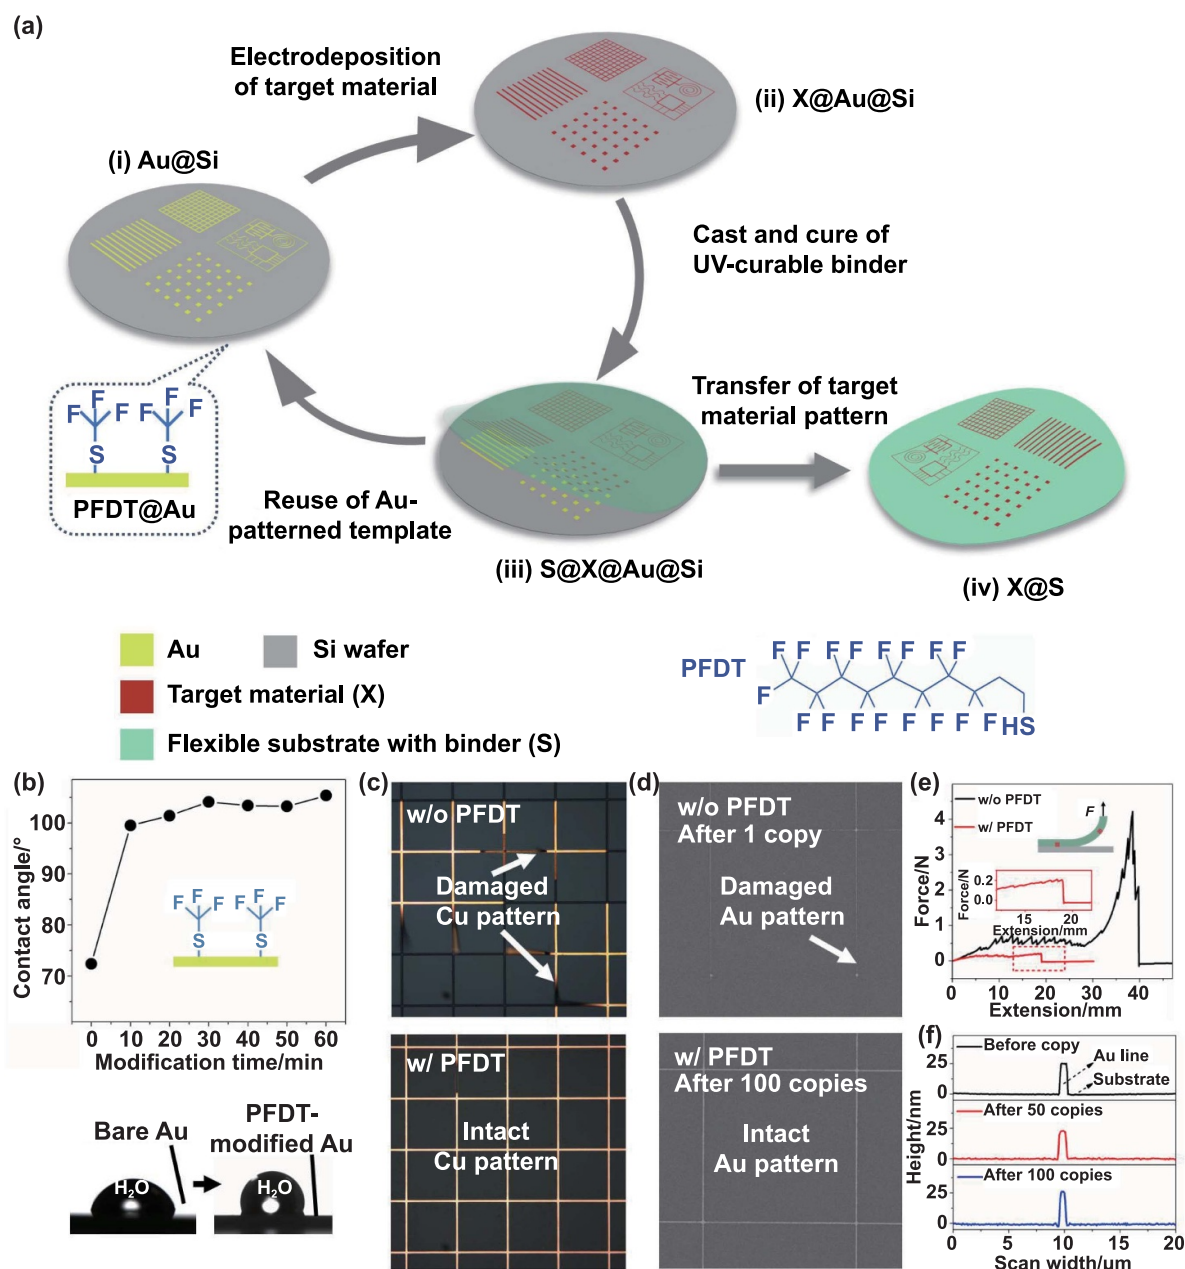 (a)
Electrodeposition
of target material
(ii) X@Au@Si
(i) Au@Si
Cast and cure of
UV-curable binder
F F F F F F
S S
PFDT@Au
Reuse of Au-
patterned template
Transfer of target
material pattern
(iii) S@X@Au@Si
(iv) X@S
Au
Si wafer
Target material (X)
Flexible substrate with binder (S)
PFDT
F F F F F F F F
F
F F F F F F F F HS
(b)
Contact angle/°
100
90
80
70
F F F F F F
S S
0 10 20 30 40 50 60
Modification time/min
Bare Au
PFDT-
modified Au
H2O
H2O
(c)
w/o PFDT
Damaged
Cu pattern
w/ PFDT
Intact
Cu pattern
(d)
w/o PFDT
After 1 copy
Damaged
Au pattern
w/ PFDT
After 100 copies
Intact
Au pattern
(e)
w/o PFDT
w/ PFDT
F
Force/N
4
3
2
1
0
Force/N
0.2
0.0
15 20
Extension/mm
0 10 20 30 40
Extension/mm
(f)
Height/nm
Before copy
Au line
Substrate
25
0
After 50 copies
25
0
After 100 copies
25
0
0 5 10 15 20
Scan width/um